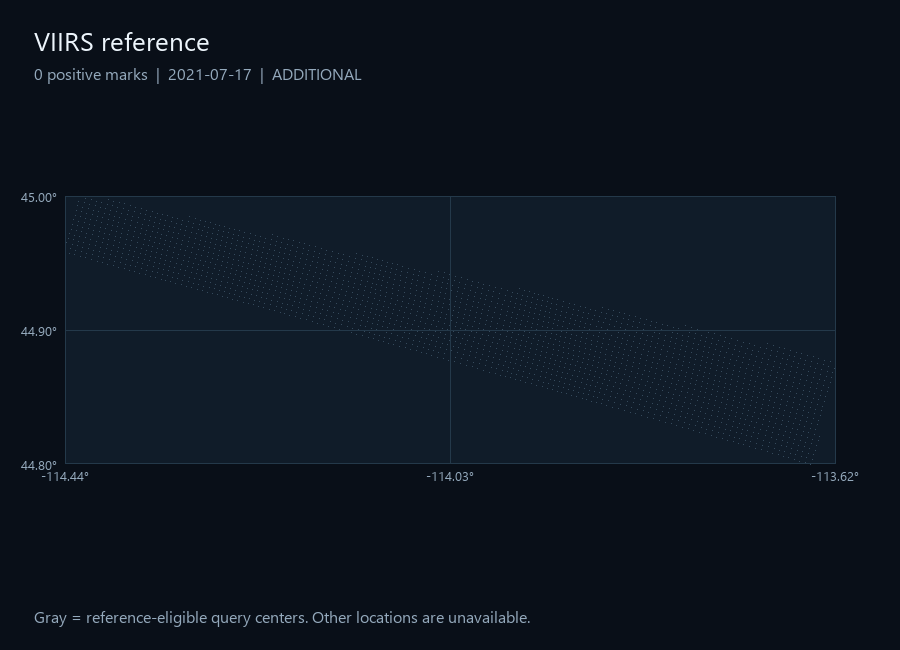 VIIRS reference
0 positive marks | 2021-07-17 | ADDITIONAL
45.00°
44.90°
44.80°
-114.44° -114.03° -113.62°
Gray = reference-eligible query centers. Other locations are unavailable.